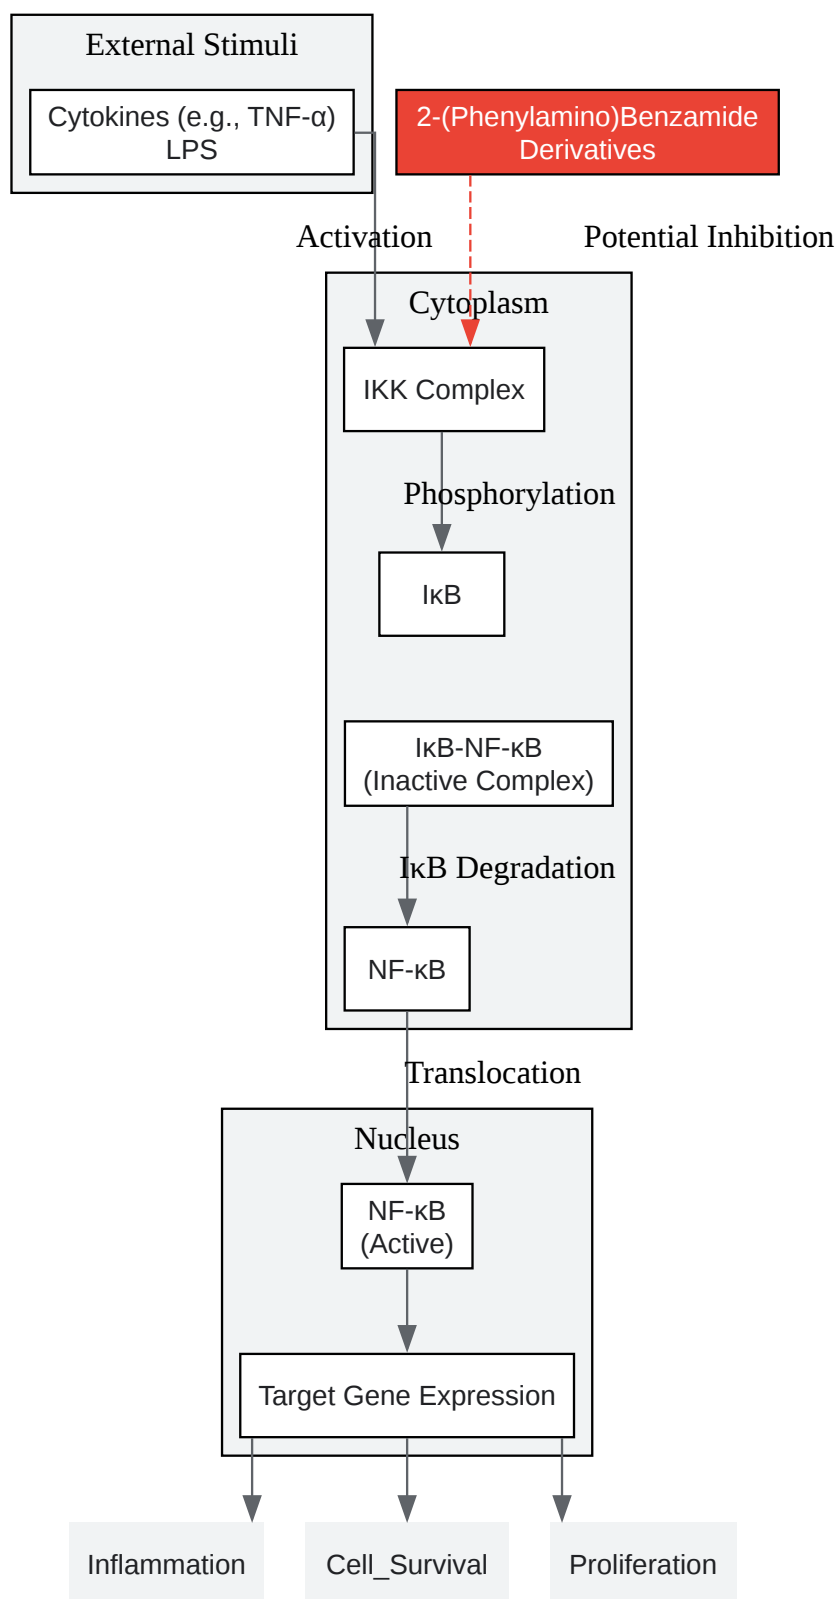 External Stimuli
Cytokines (e.g., TNF-α)
LPS
2-(Phenylamino)Benzamide
Derivatives
Activation
Potential Inhibition
Cytoplasm
IKK Complex
Phosphorylation
IκB
IκB-NF-κB
(Inactive Complex)
IκB Degradation
NF-κB
Translocation
Nucleus
NF-κB
(Active)
Target Gene Expression
Inflammation
Cell_Survival
Proliferation